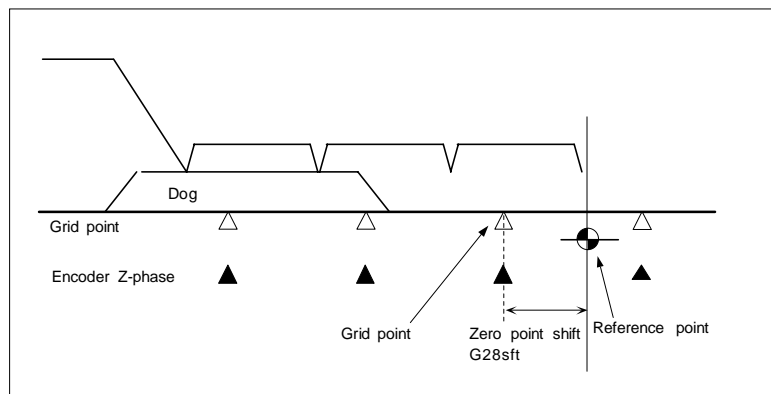 Dog
Grid point
Encoder Z-phase
Grid point
Zero point shift
G28sft
Reference point